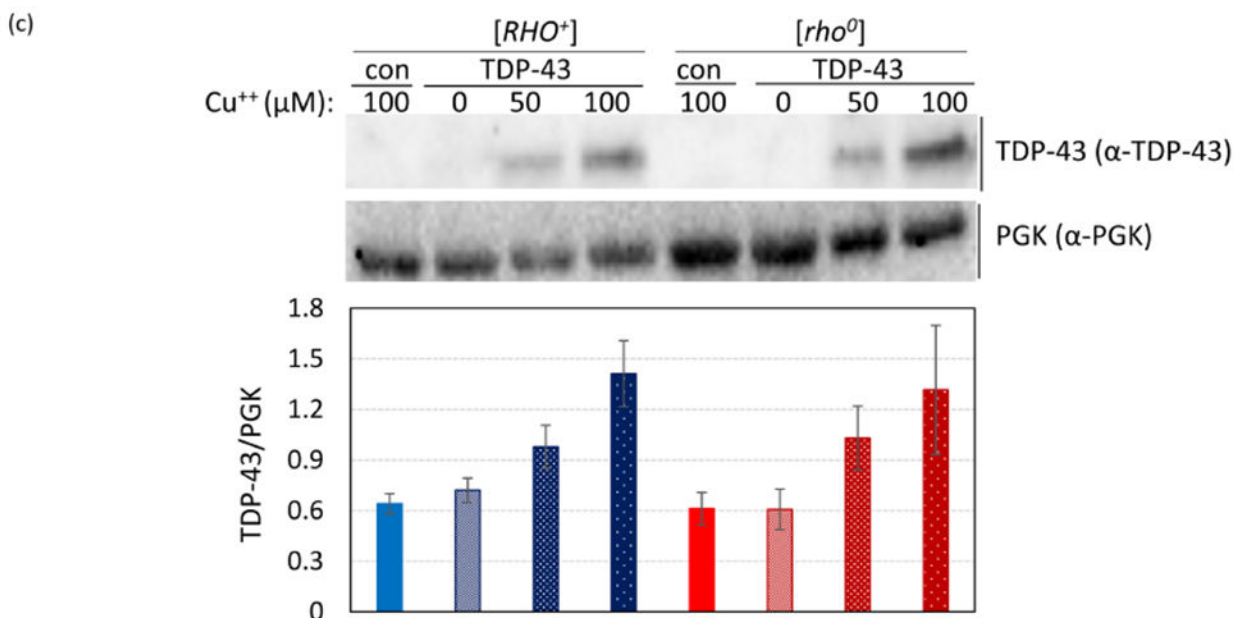 (c)
[RHO⁺] [rho⁰]
con TDP-43 con TDP-43
Cu⁺⁺ (μM): 100 0 50 100 100 0 50 100
TDP-43 (α-TDP-43)
PGK (α-PGK)
TDP-43/PGK
1.8
1.5
1.2
0.9
0.6
0.3
0